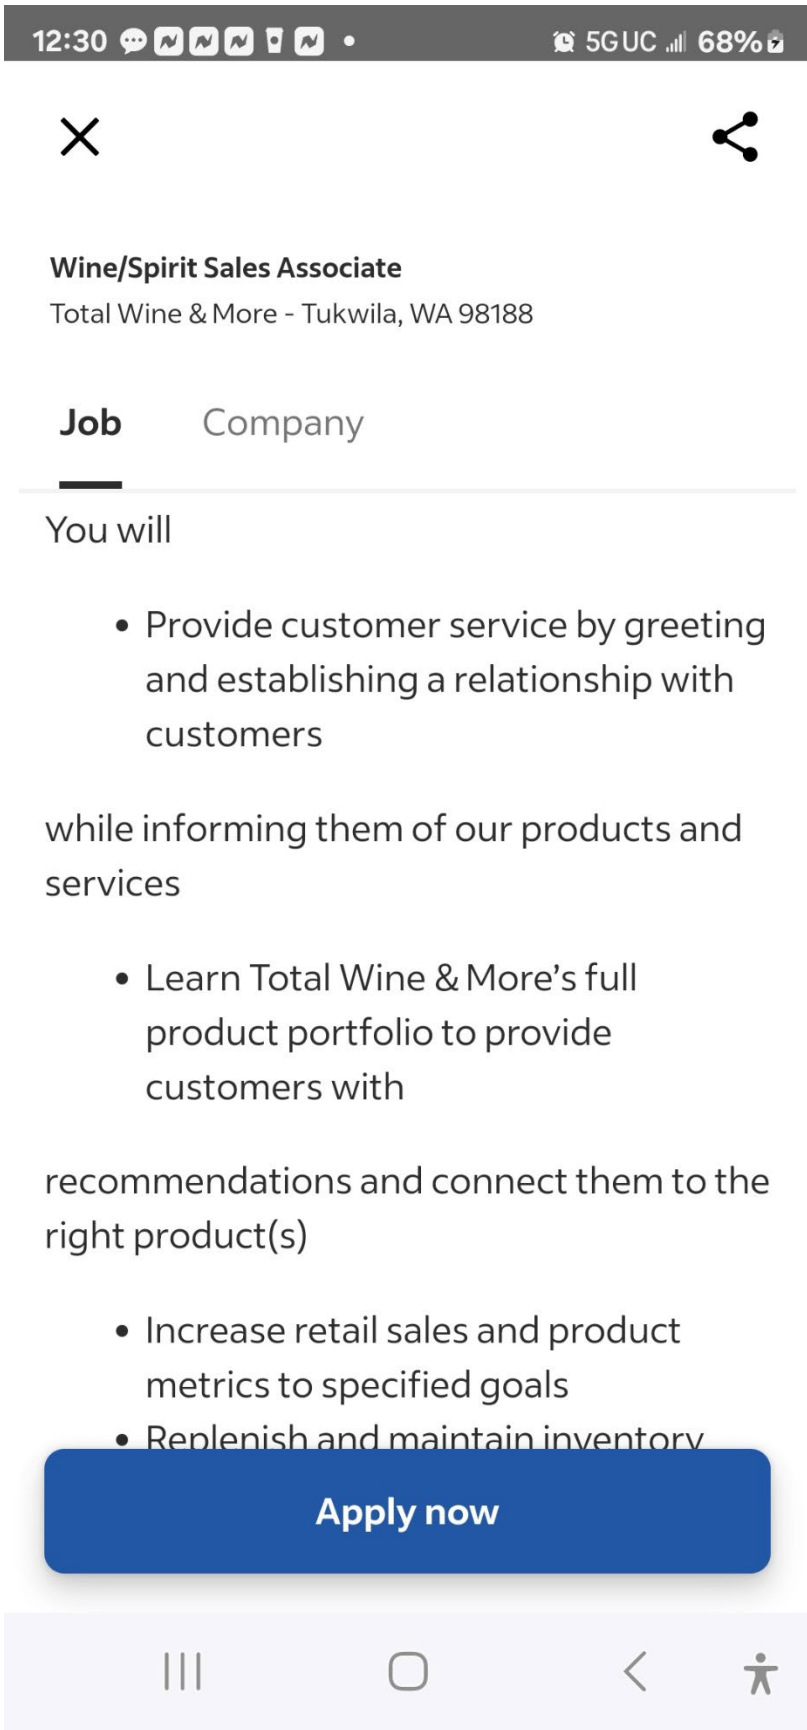 12:30
5G UC 68%
Wine/Spirit Sales Associate
Total Wine & More - Tukwila, WA 98188
Job Company
You will
• Provide customer service by greeting
and establishing a relationship with
customers
while informing them of our products and
services
• Learn Total Wine & More’s full
product portfolio to provide
customers with
recommendations and connect them to the
right product(s)
• Increase retail sales and product
metrics to specified goals
• Replenish and maintain inventory
Apply now